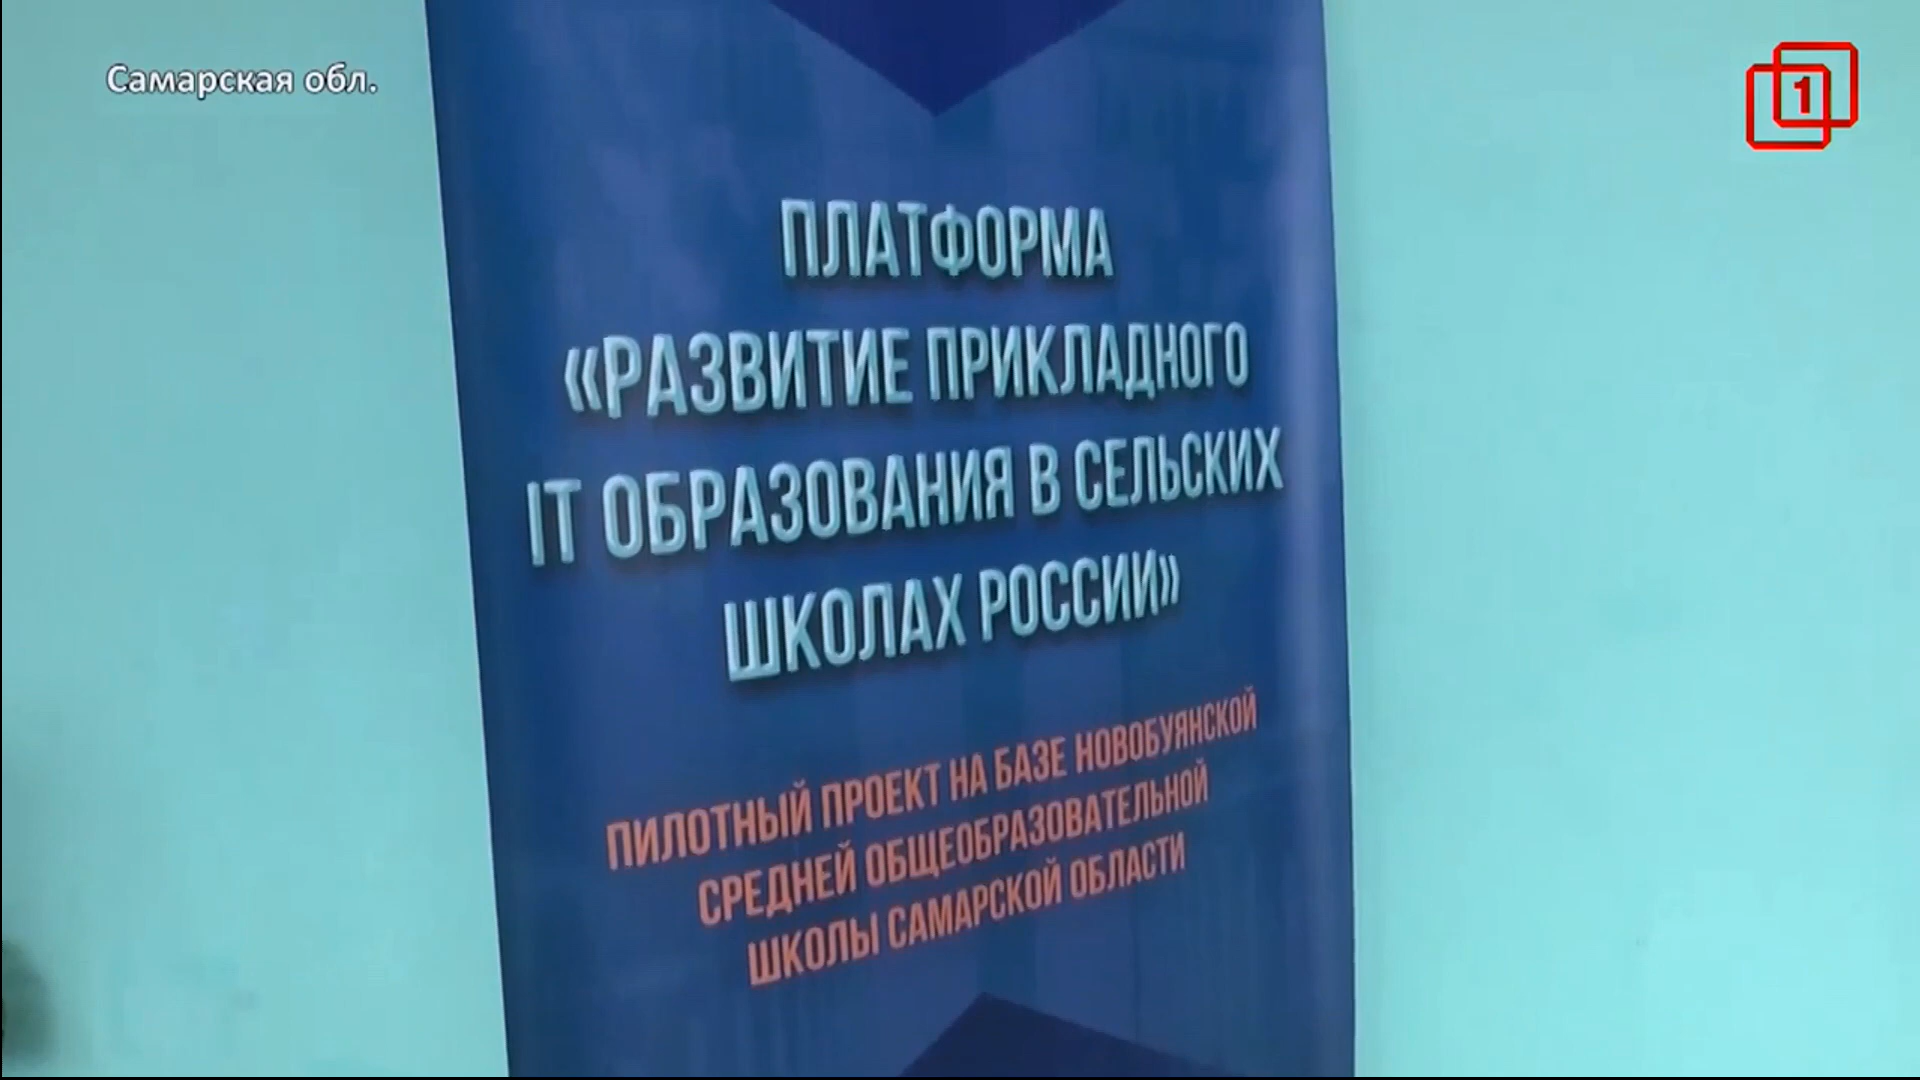 Самарская обл.
1
ПЛАТФОРМА
«РАЗВИТИЕ ПРИКЛАДНОГО
IT ОБРАЗОВАНИЯ В СЕЛЬСКИХ
ШКОЛАХ РОССИИ»
ПИЛОТНЫЙ ПРОЕКТ НА БАЗЕ НОВОБУЯНСКОЙ
СРЕДНЕЙ ОБЩЕОБРАЗОВАТЕЛЬНОЙ
ШКОЛЫ САМАРСКОЙ ОБЛАСТИ